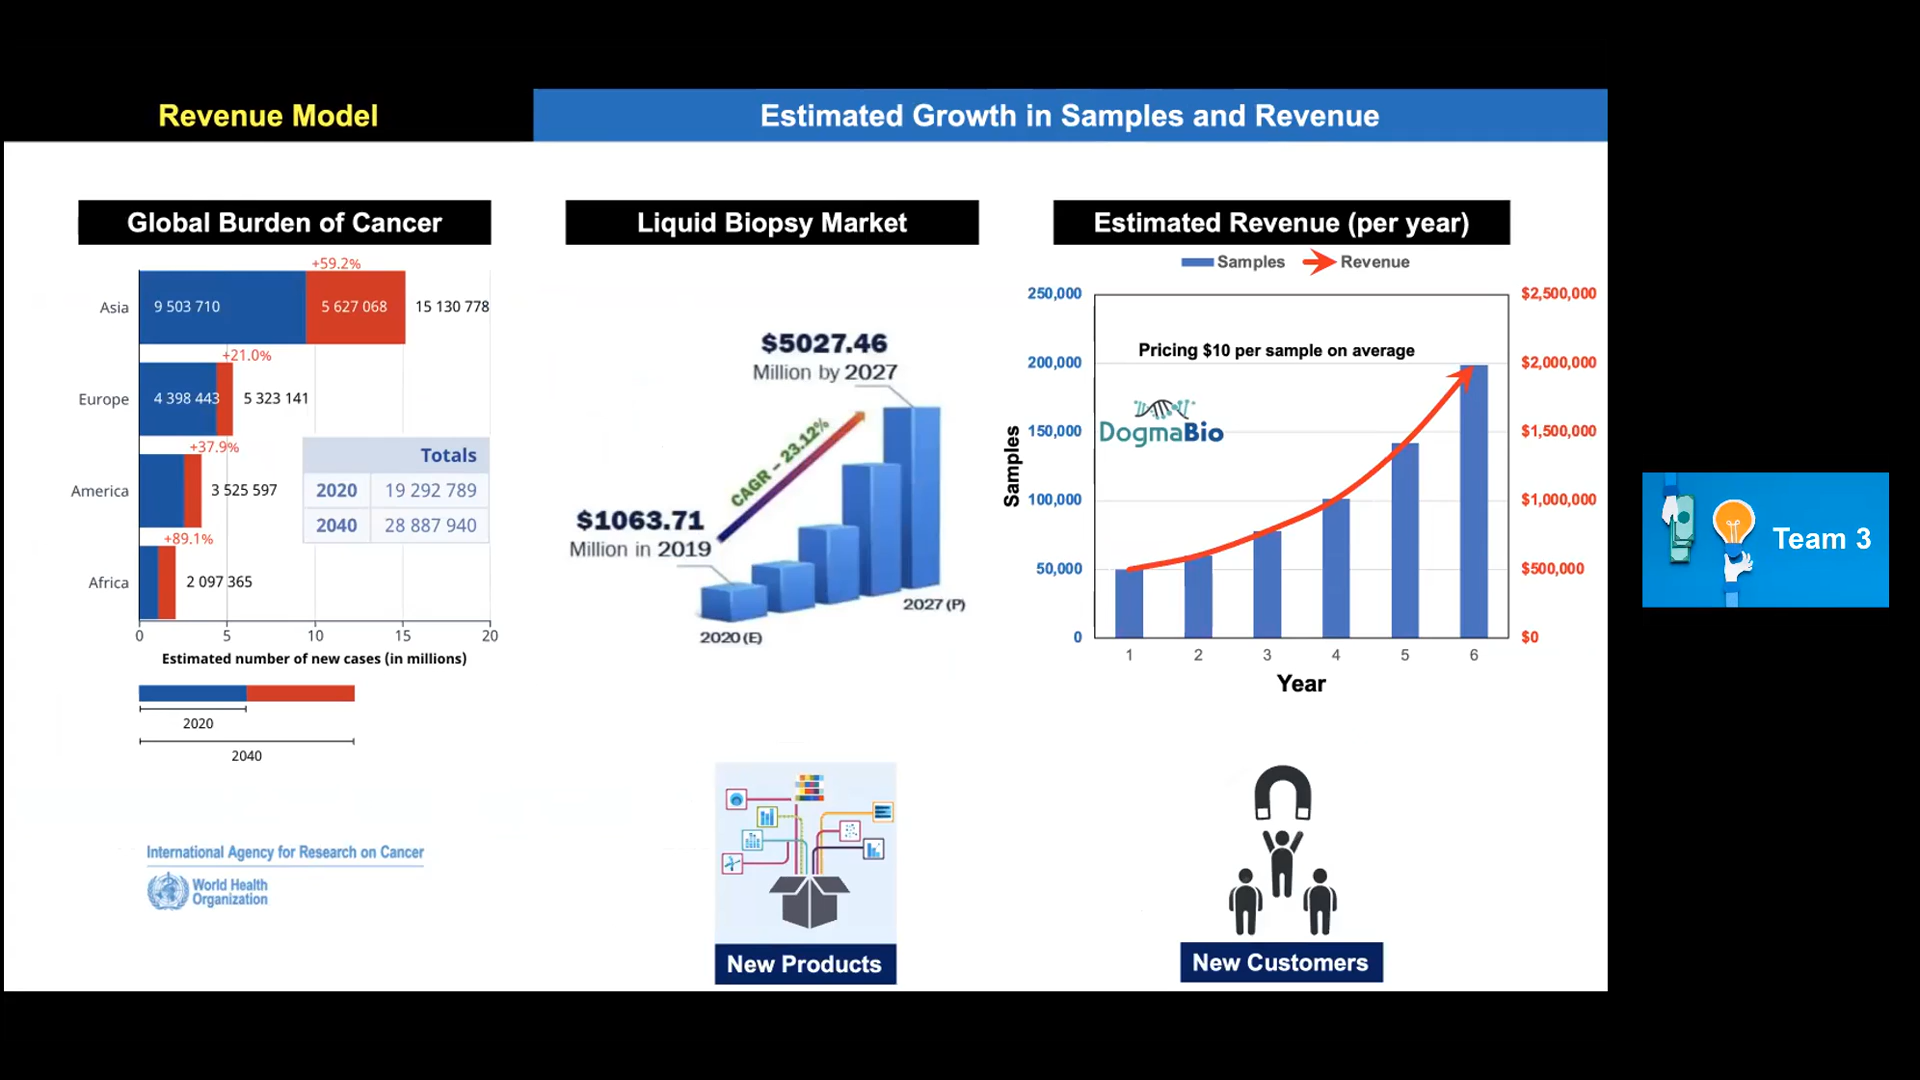 Revenue Model
Estimated Growth in Samples and Revenue
Global Burden of Cancer
+59.2%
Asia
9 503 710
5 627 068
15 130 778
+21.0%
Europe
4 398 443
5 323 141
+37.9%
America
3 525 597
+89.1%
Africa
2 097 365
Totals
2020 19 292 789
2040 28 887 940
0 5 10 15 20
Estimated number of new cases (in millions)
2020
2040
International Agency for Research on Cancer
World Health
Organization
Liquid Biopsy Market
$5027.46
Million by 2027
CAGR – 23.12%
$1063.71
Million in 2019
2027 (P)
2020 (E)
New Products
Estimated Revenue (per year)
Samples Revenue
250,000 $2,500,000
Pricing $10 per sample on average
200,000 $2,000,000
DogmaBio
150,000 $1,500,000
Samples
100,000 $1,000,000
50,000 $500,000
0 $0
1 2 3 4 5 6
Year
New Customers
Team 3